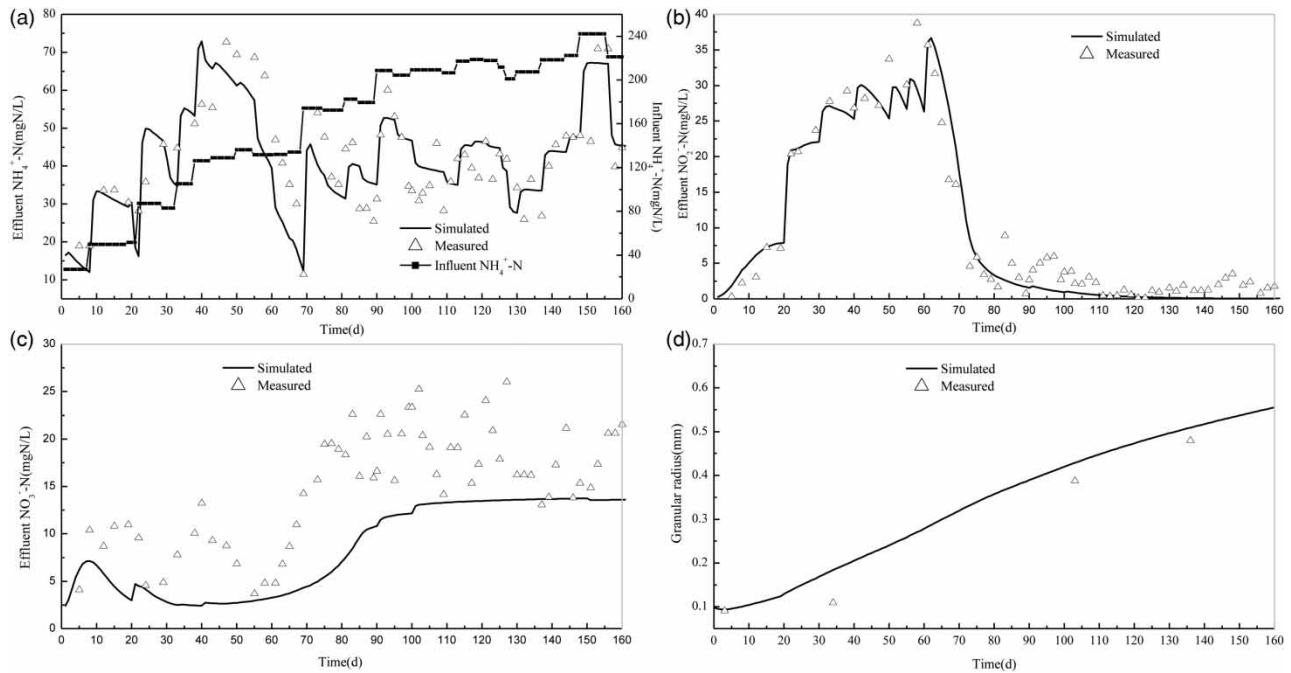 (a)
80
70
60
50
40
30
20
10
Effluent NH₄⁺-N(mgN/L)
240
200
160
120
80
40
0
Influent NH₄⁺-N(mgN/L)
Simulated
Measured
Influent NH₄⁺-N
0 10 20 30 40 50 60 70 80 90 100 110 120 130 140 150 160
Time(d)
(b)
40
35
30
25
20
15
10
5
0
Effluent NO₂⁻-N(mgN/L)
Simulated
Measured
0 10 20 30 40 50 60 70 80 90 100 110 120 130 140 150 160
Time(d)
(c)
30
25
20
15
10
5
0
Effluent NO₃⁻-N(mgN/L)
Simulated
Measured
0 10 20 30 40 50 60 70 80 90 100 110 120 130 140 150 160
Time(d)
(d)
0.7
0.6
0.5
0.4
0.3
0.2
0.1
Granular radius(mm)
Simulated
Measured
0 10 20 30 40 50 60 70 80 90 100 110 120 130 140 150 160
Time(d)